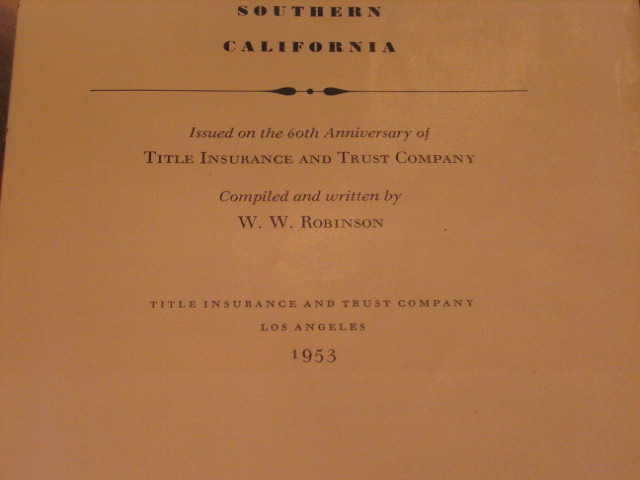 SOUTHERN
CALIFORNIA
Issued on the 60th Anniversary of
TITLE INSURANCE AND TRUST COMPANY
Compiled and written by
W. W. ROBINSON
TITLE INSURANCE AND TRUST COMPANY
LOS ANGELES
1953